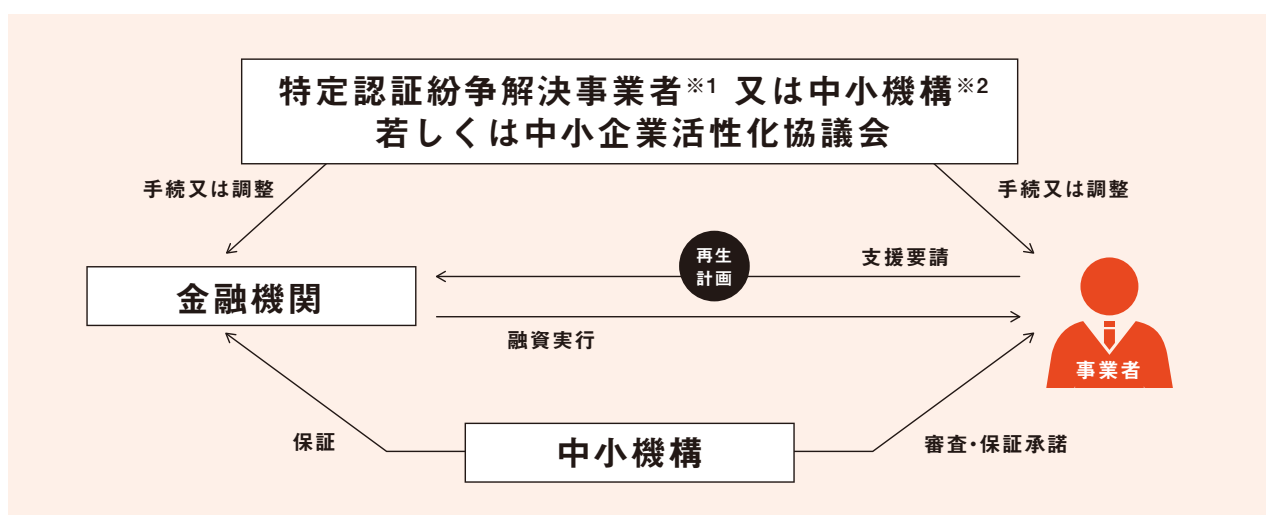 特定認証紛争解決事業者※1 又は中小機構※2
若しくは中小企業活性化協議会
手続又は調整
手続又は調整
再生
計画
支援要請
金融機関
融資実行
事業者
保証
中小機構
審査・保証承諾